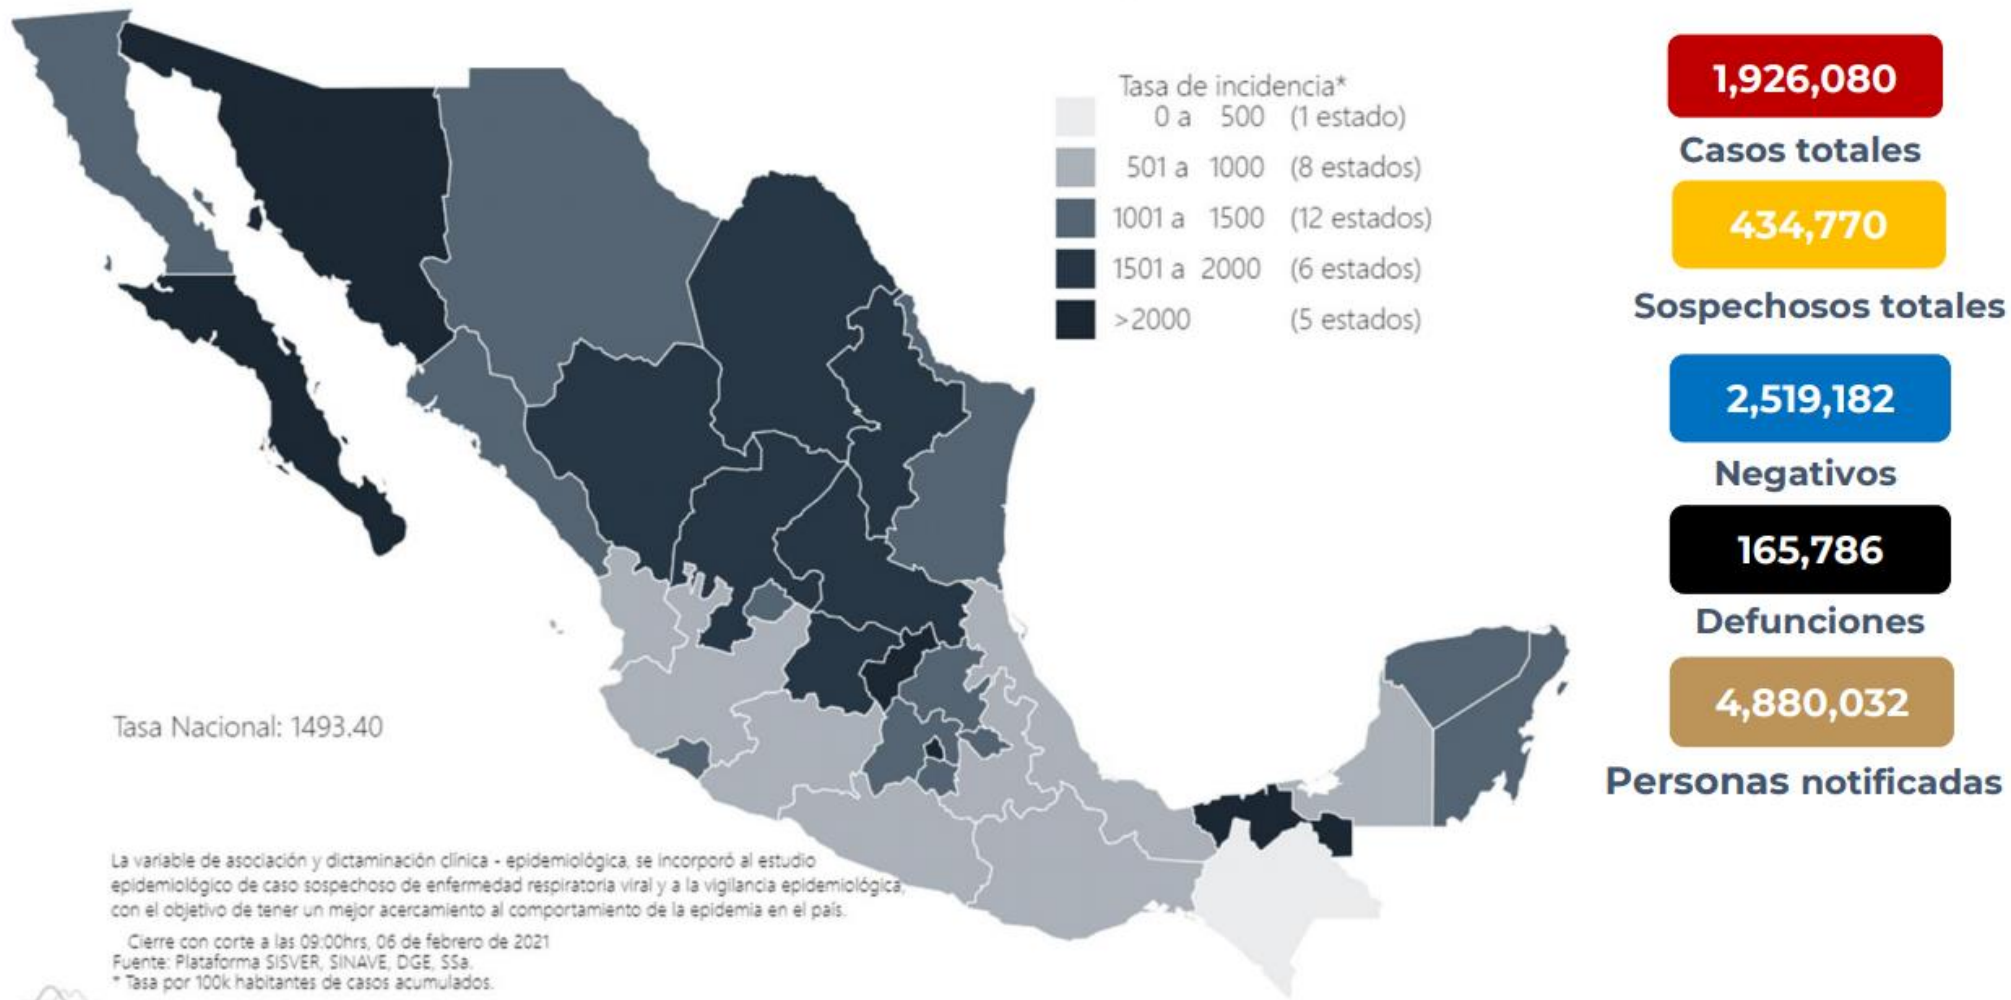 Tasa de incidencia*
0 a 500 (1 estado)
501 a 1000 (8 estados)
1001 a 1500 (12 estados)
1501 a 2000 (6 estados)
>2000 (5 estados)
1,926,080
Casos totales
434,770
Sospechosos totales
2,519,182
Negativos
165,786
Defunciones
4,880,032
Personas notificadas
Tasa Nacional: 1493.40
La variable de asociación y dictaminación clínica - epidemiológica, se incorporó al estudio
epidemiológico de caso sospechoso de enfermedad respiratoria viral y a la vigilancia epidemiológica,
con el objetivo de tener un mejor acercamiento al comportamiento de la epidemia en el país.
Cierre con corte a las 09:00hrs, 06 de febrero de 2021
Fuente: Plataforma SISVER, SINAVE, DGE, SSa.
* Tasa por 100k habitantes de casos acumulados.